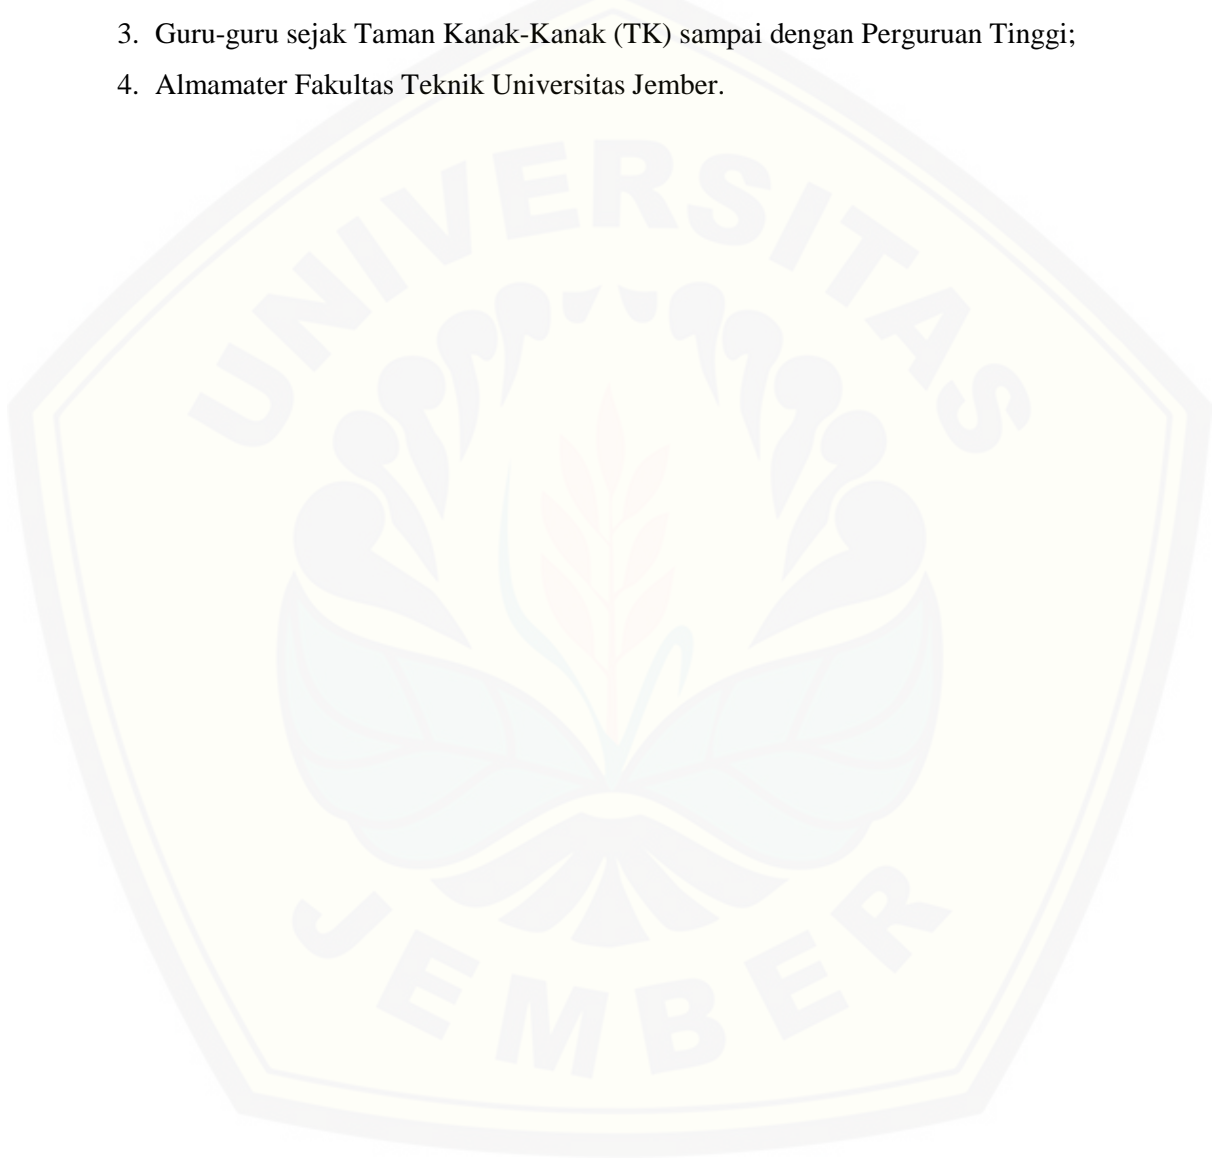 3. Guru-guru sejak Taman Kanak-Kanak (TK) sampai dengan Perguruan Tinggi;
4. Almamater Fakultas Teknik Universitas Jember.
UNIVERSITAS
JEMBER